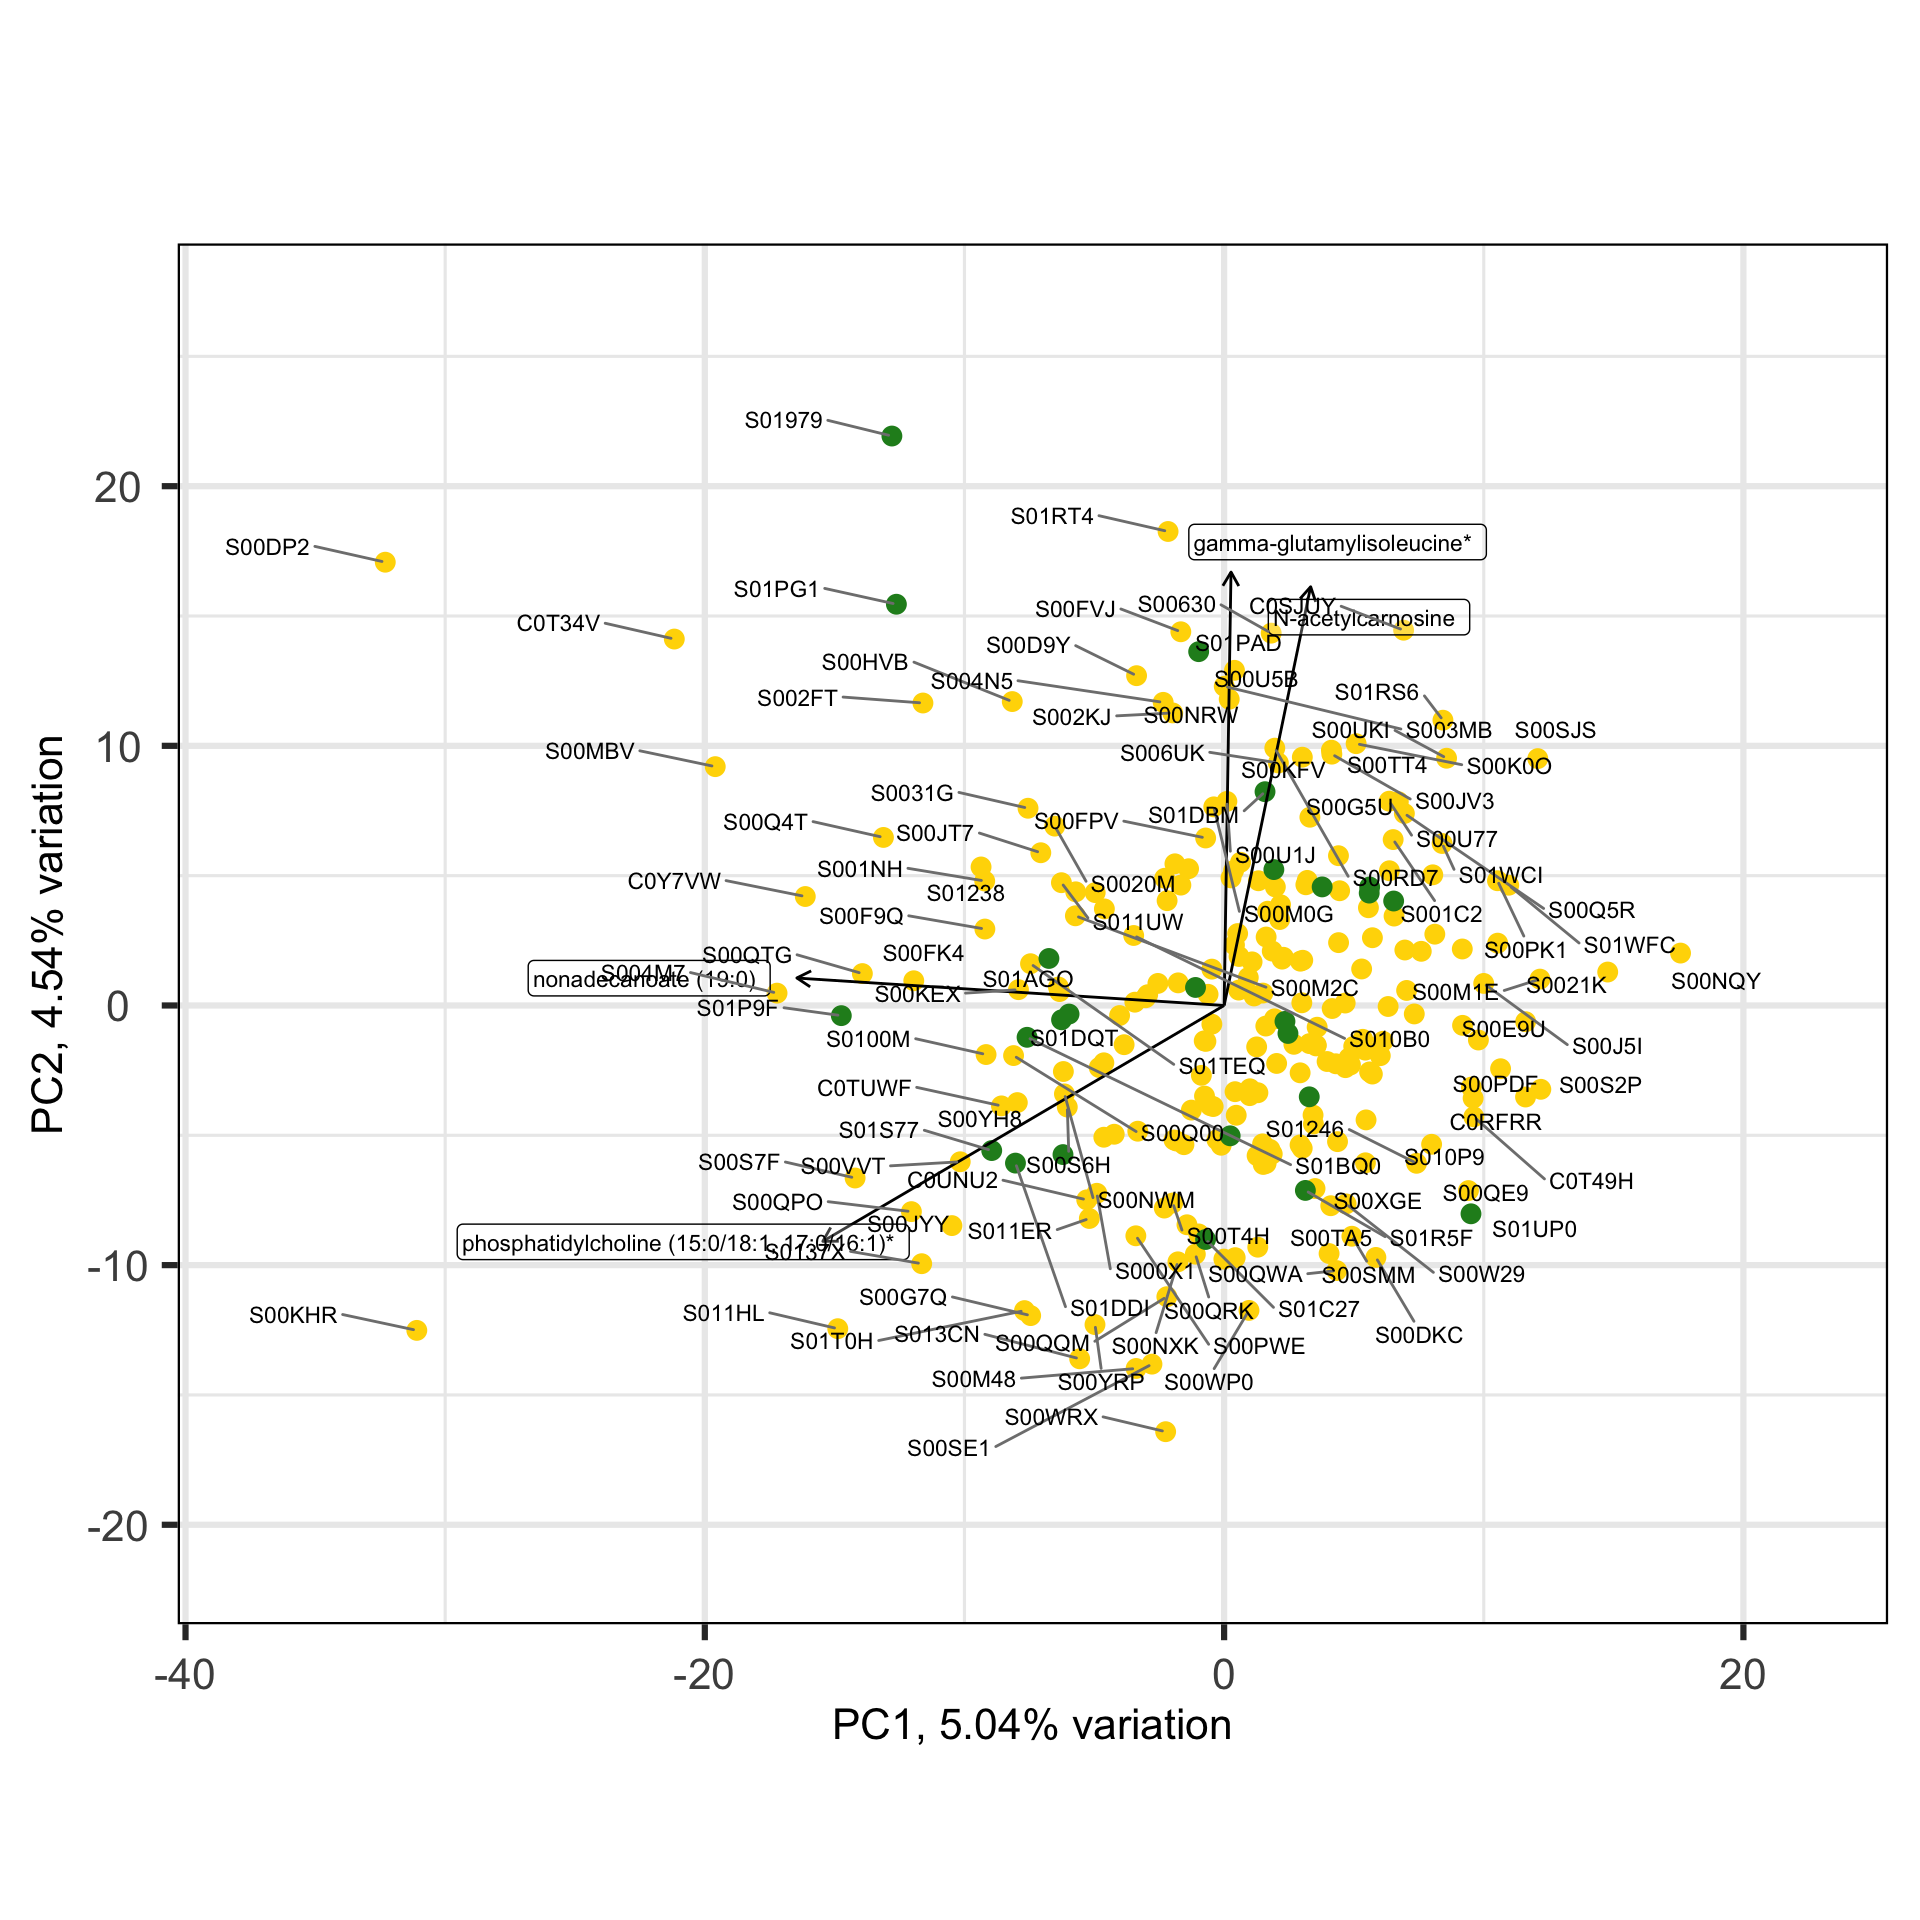 S01979
20
S01RT4
S00DP2
gamma-glutamylisoleucine*
S01PG1
S00FVJ
S00630
C0SJUY
N-acetylcarnosine
C0T34V
S01PAD
S00D9Y
S00HVB
S004N5
S00U5B
S002FT
S01RS6
S002KJ
S00NRW
S00UKI
S003MB
S00SJS
10
S00MBV
S006UK
S00KFV
S00TT4
S00K0O
S0031G
S00G5U
S00JV3
S00Q4T
S00JT7
S00FPV
S01DBM
S00U77
S001NH
S00U1J
C0Y7VW
S01238
S0020M
S00RD7
S01WCI
S00F9Q
S011UW
S00M0G
S001C2
S00Q5R
S00QTG
S00FK4
S00PK1
S01WFC
S004M7
nonadecanoate (19:0)
S01AGO
S00KEX
S00M2C
S00M1E
S0021K
S00NQY
0
S01P9F
S0100M
S01DQT
S010B0
S00E9U
S00J5I
S01TEQ
C0TUWF
S00PDF
S00S2P
S00YH8
S01S77
S00Q00
S01246
C0RFRR
S00S7F
S00VVT
S00S6H
S01BQ0
S010P9
C0UNU2
C0T49H
S00QPO
S00NWM
S00XGE
S00QE9
S00JYY
S011ER
S00T4H
S00TA5
S01R5F
S01UP0
phosphatidylcholine (15:0/18:1, 17:0/16:1)*
S0137X
-10
S000X1
S00QWA
S00SMM
S00W29
S00G7Q
S01DDI
S00QRK
S01C27
S00KHR
S011HL
S01T0H
S013CN
S00QQM
S00NXK
S00PWE
S00DKC
S00M48
S00YRP
S00WP0
S00WRX
S00SE1
-20
-40
-20
0
20
PC1, 5.04% variation
PC2, 4.54% variation